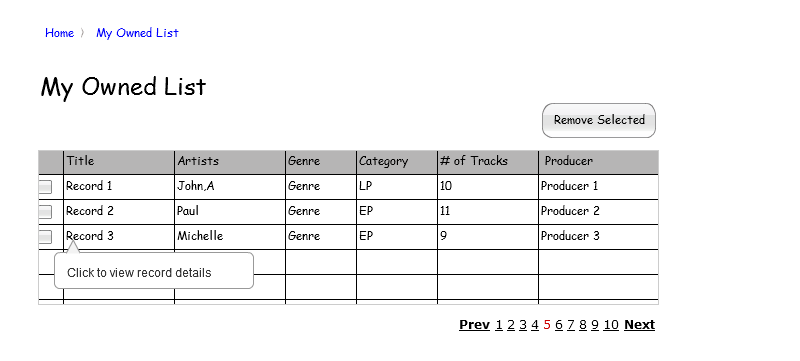 Home 〉 My Owned List
My Owned List
Remove Selected
Title Artists Genre Category # of Tracks Producer
Record 1 John,A Genre LP 10 Producer 1
Record 2 Paul Genre EP 11 Producer 2
Record 3 Michelle Genre EP 9 Producer 3
Click to view record details
Prev 1 2 3 4 5 6 7 8 9 10 Next